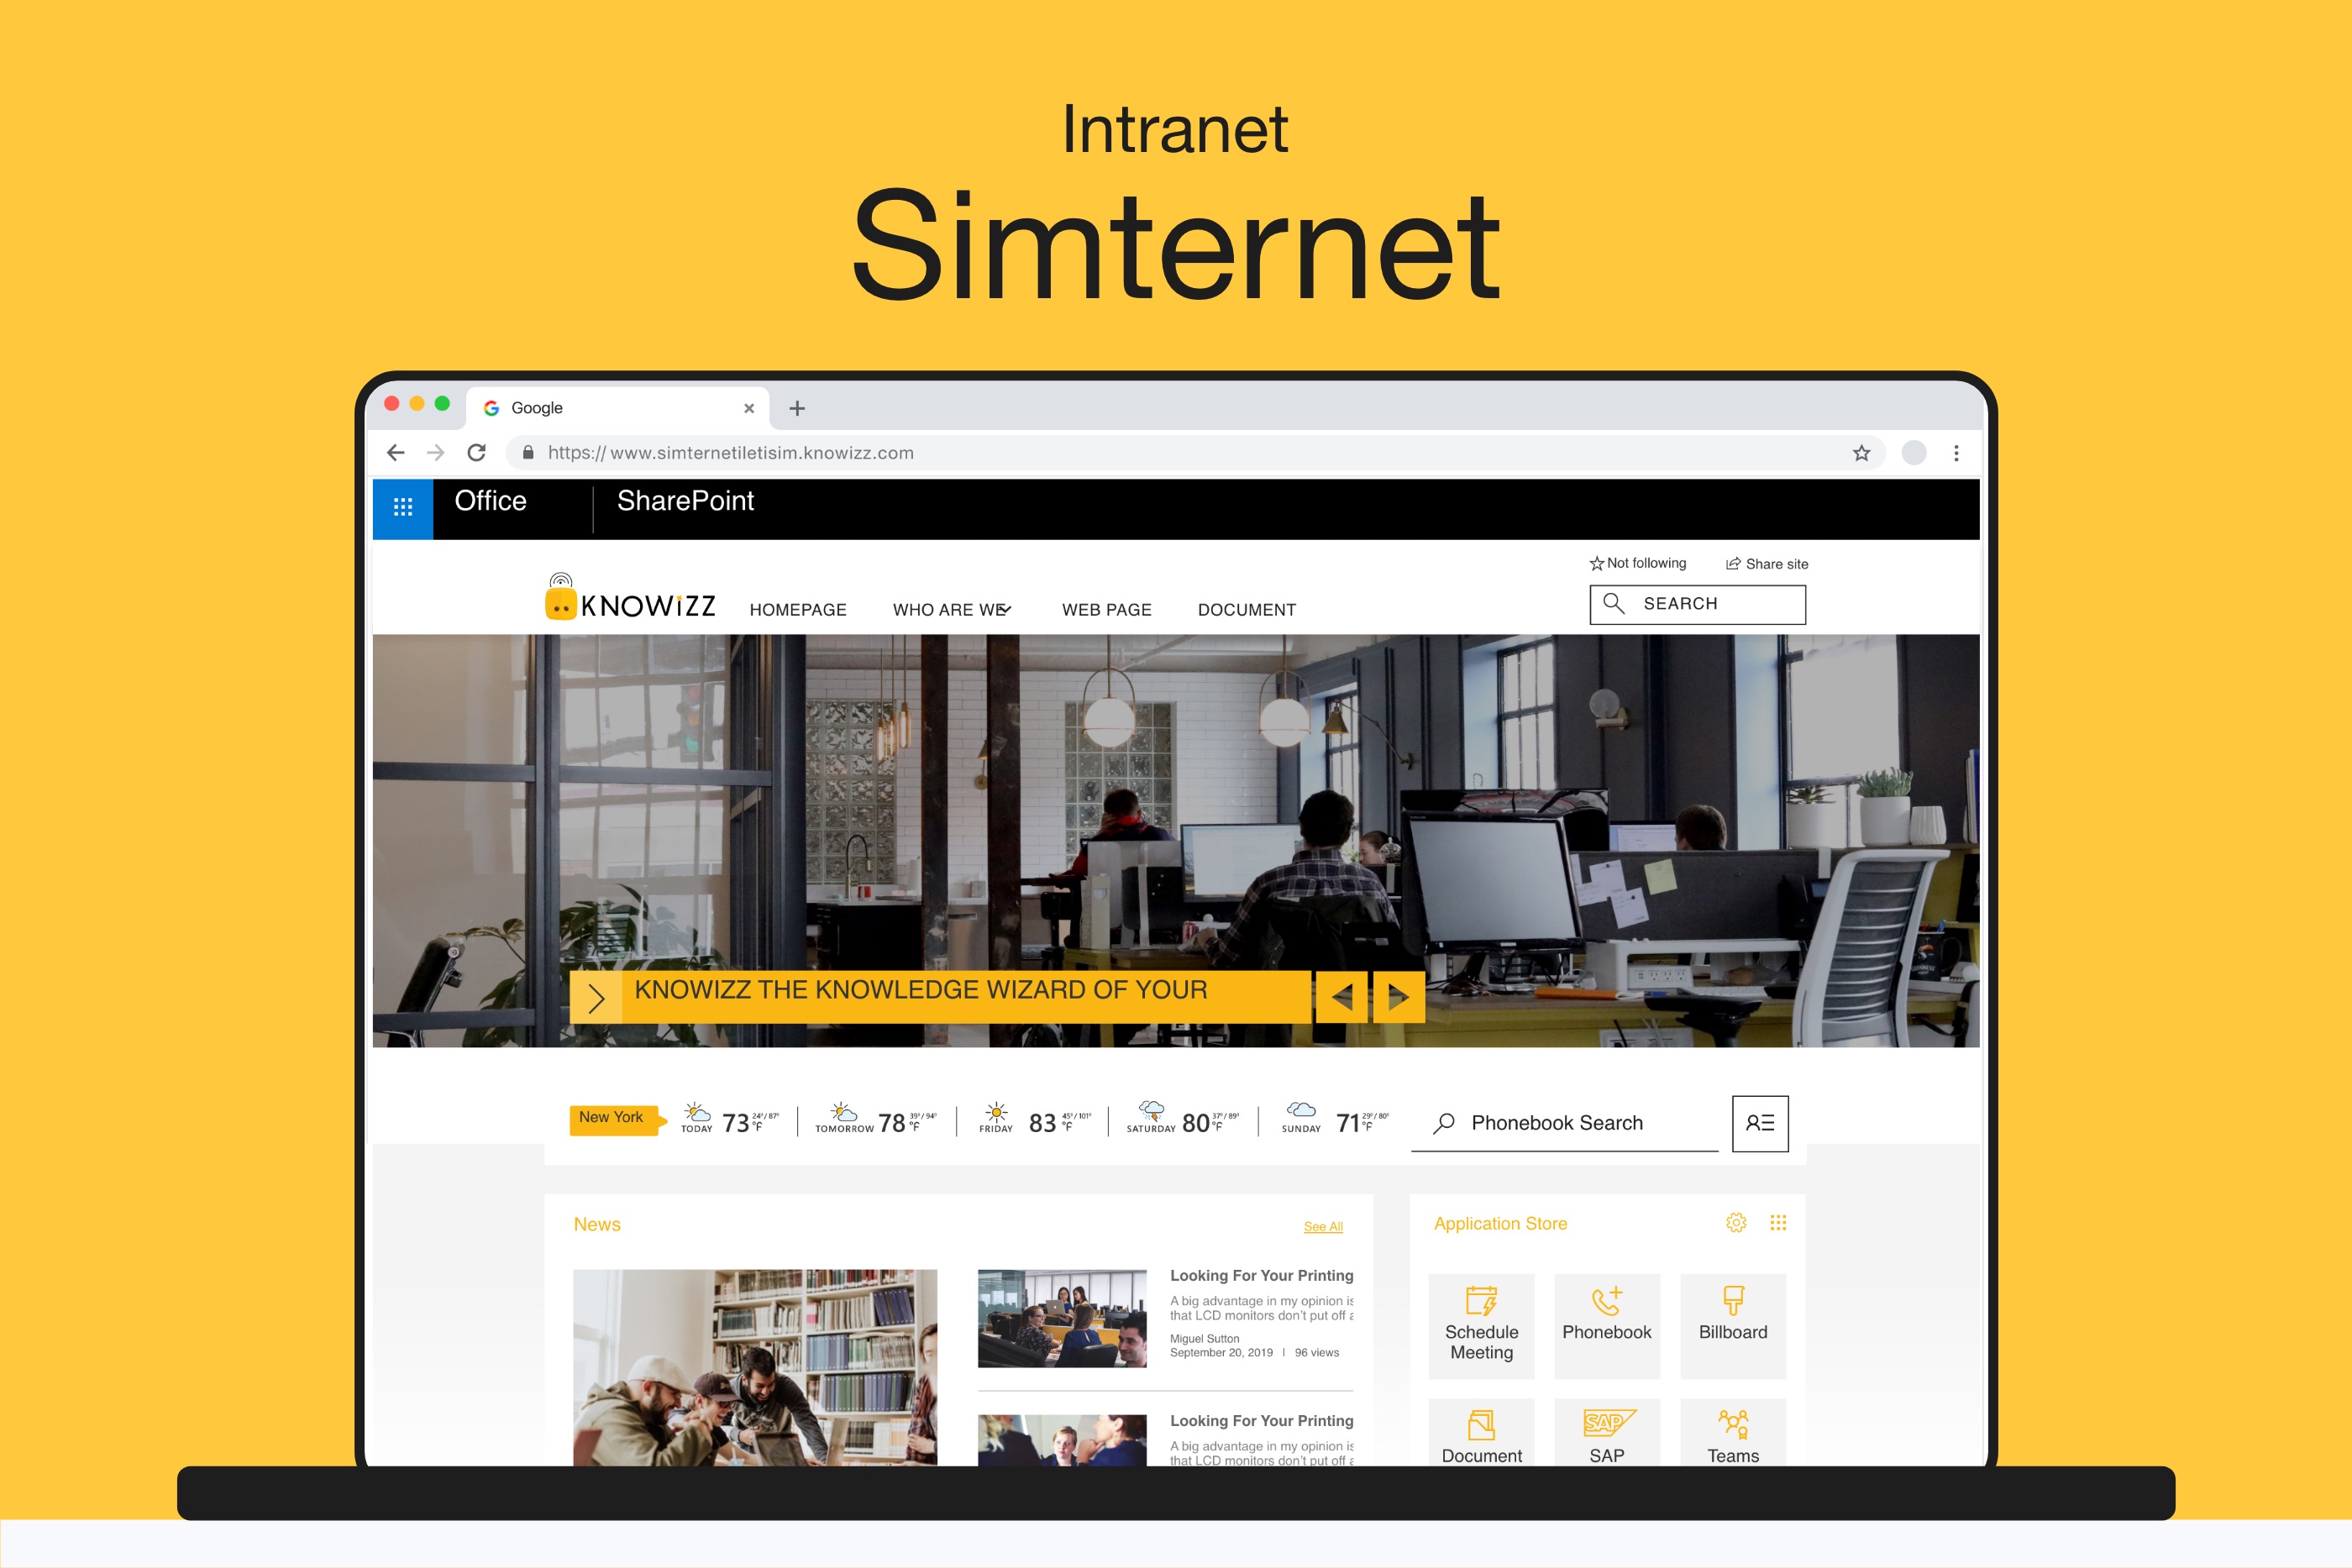 Intranet
Simternet
Google
https:// www.simternetiletisim.knowizz.com
Office
SharePoint
Not following
Share site
KNOWiZZ
HOMEPAGE
WHO ARE WE
WEB PAGE
DOCUMENT
SEARCH
KNOWIZZ THE KNOWLEDGE WIZARD OF YOUR
New York
TODAY 73 °F 24°/ 87°
TOMORROW 78 °F 39°/ 94°
FRIDAY 83 °F 45°/ 101°
SATURDAY 80 °F 37°/ 89°
SUNDAY 71 °F 29°/ 80°
Phonebook Search
News
See All
Looking For Your Printing
A big advantage in my opinion is
that LCD monitors don't put off a
Miguel Sutton
September 20, 2019 | 96 views
Looking For Your Printing
A big advantage in my opinion is
that LCD monitors don't put off a
Application Store
Schedule
Meeting
Phonebook
Billboard
Document
SAP
SAP
Teams